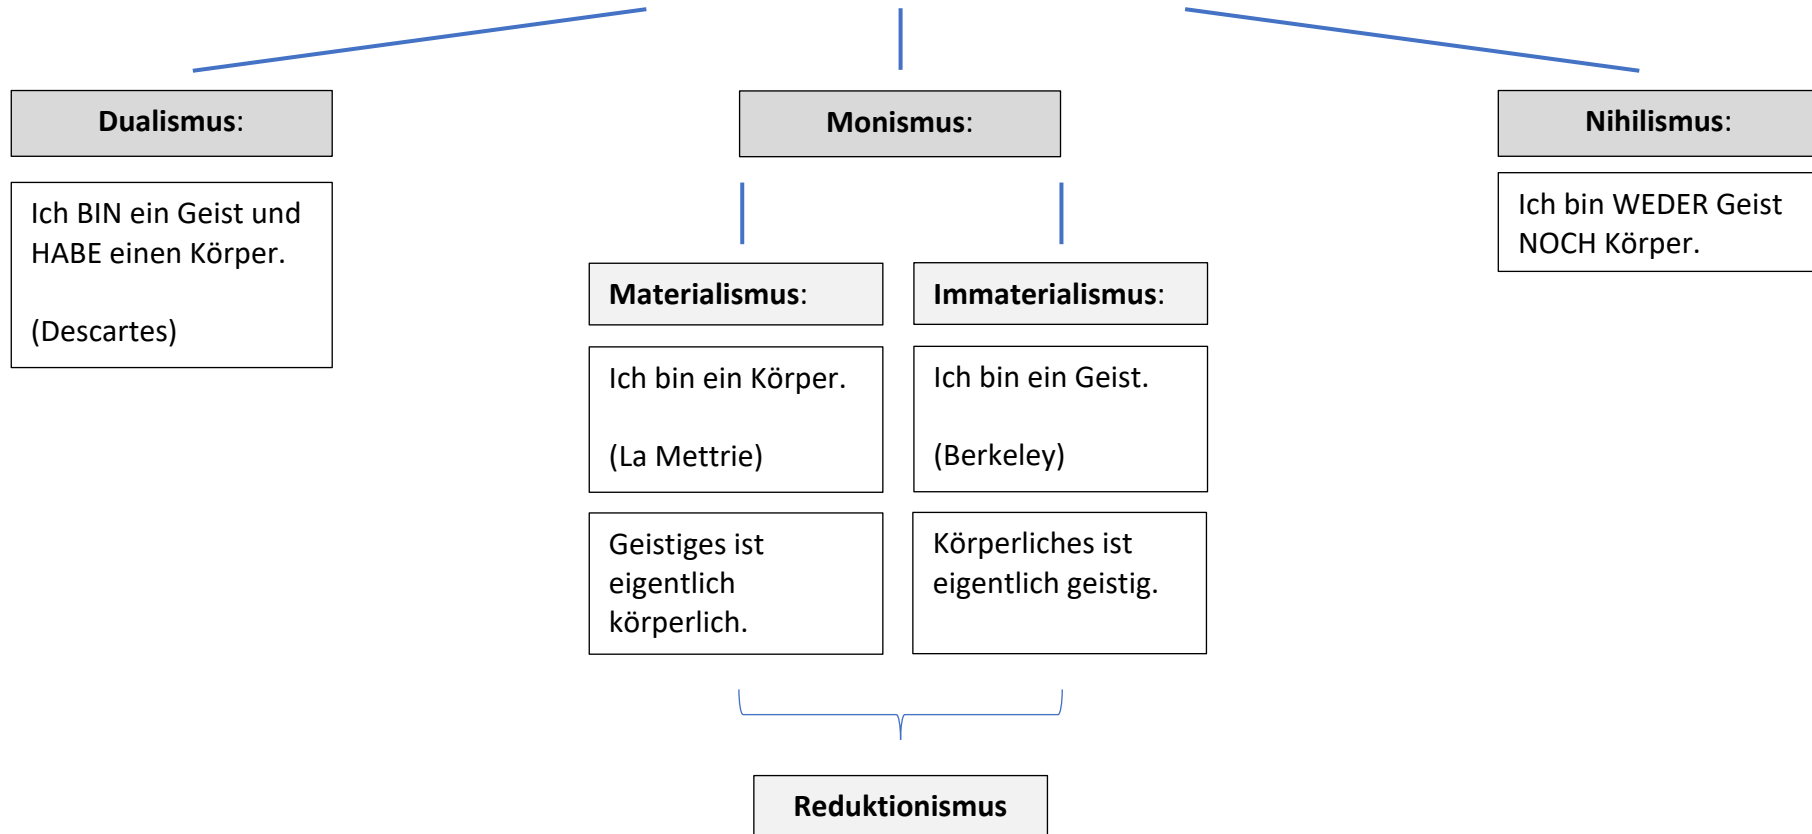 Dualismus:
Ich BIN ein Geist und
HABE einen Körper.
(Descartes)
Monismus:
Materialismus:
Ich bin ein Körper.
(La Mettrie)
Geistiges ist
eigentlich
körperlich.
Immaterialismus:
Ich bin ein Geist.
(Berkeley)
Körperliches ist
eigentlich geistig.
Reduktionismus
Nihilismus:
Ich bin WEDER Geist
NOCH Körper.